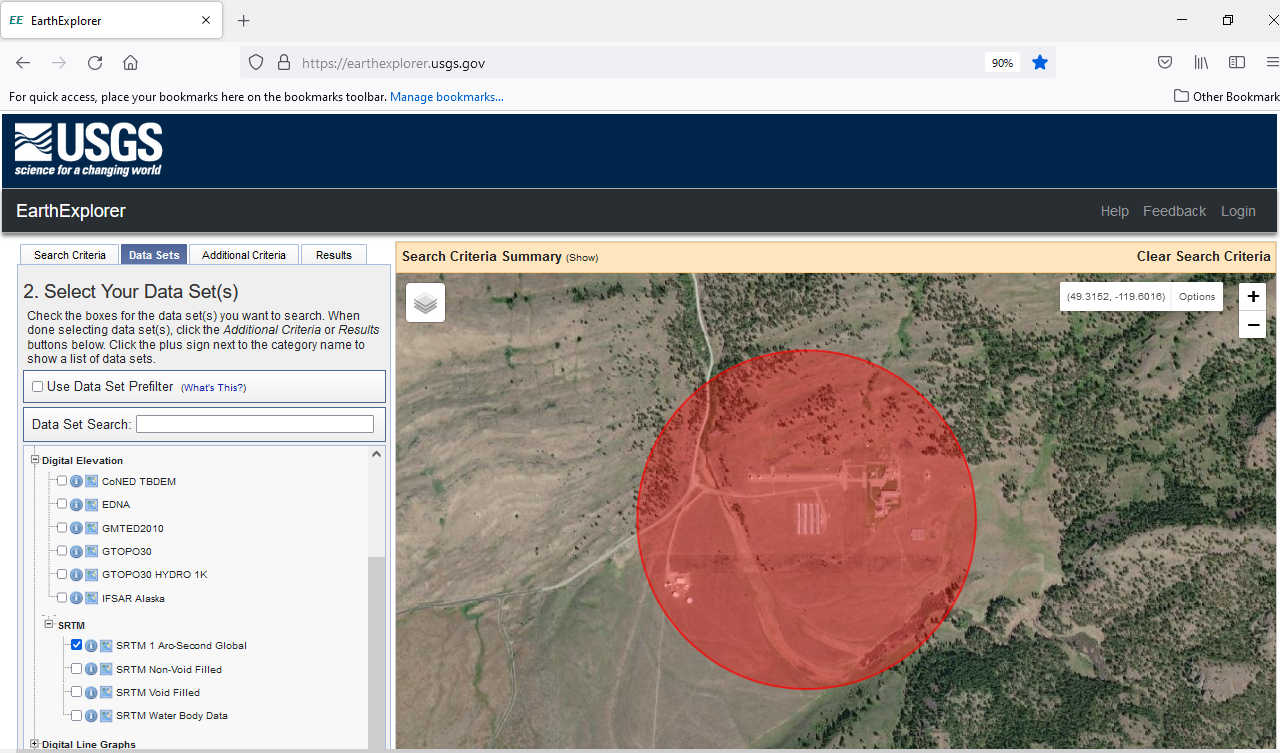 EE EarthExplorer
https://earthexplorer.usgs.gov
90%
For quick access, place your bookmarks here on the bookmarks toolbar. Manage bookmarks...
Other Bookmark
USGS
science for a changing world
EarthExplorer
Help Feedback Login
Search Criteria Data Sets Additional Criteria Results
2. Select Your Data Set(s)
Check the boxes for the data set(s) you want to search. When
done selecting data set(s), click the Additional Criteria or Results
buttons below. Click the plus sign next to the category name to
show a list of data sets.
Use Data Set Prefilter (What's This?)
Data Set Search:
Digital Elevation
CoNED TBDEM
EDNA
GMTED2010
GTOPO30
GTOPO30 HYDRO 1K
IFSAR Alaska
SRTM
SRTM 1 Arc-Second Global
SRTM Non-Void Filled
SRTM Void Filled
SRTM Water Body Data
Digital Line Graphs
Search Criteria Summary (Show)
Clear Search Criteria
(49.3152, -119.6016) Options
+
−